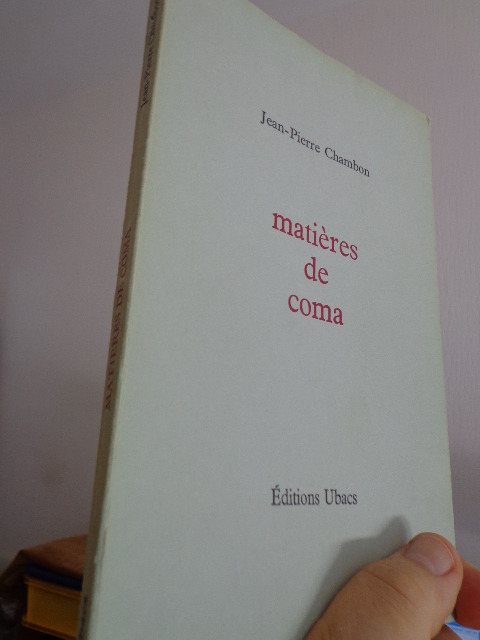 Jean-Pierre Chambon
matières
de
coma
Éditions Ubacs
MATIÈRES DE COMA